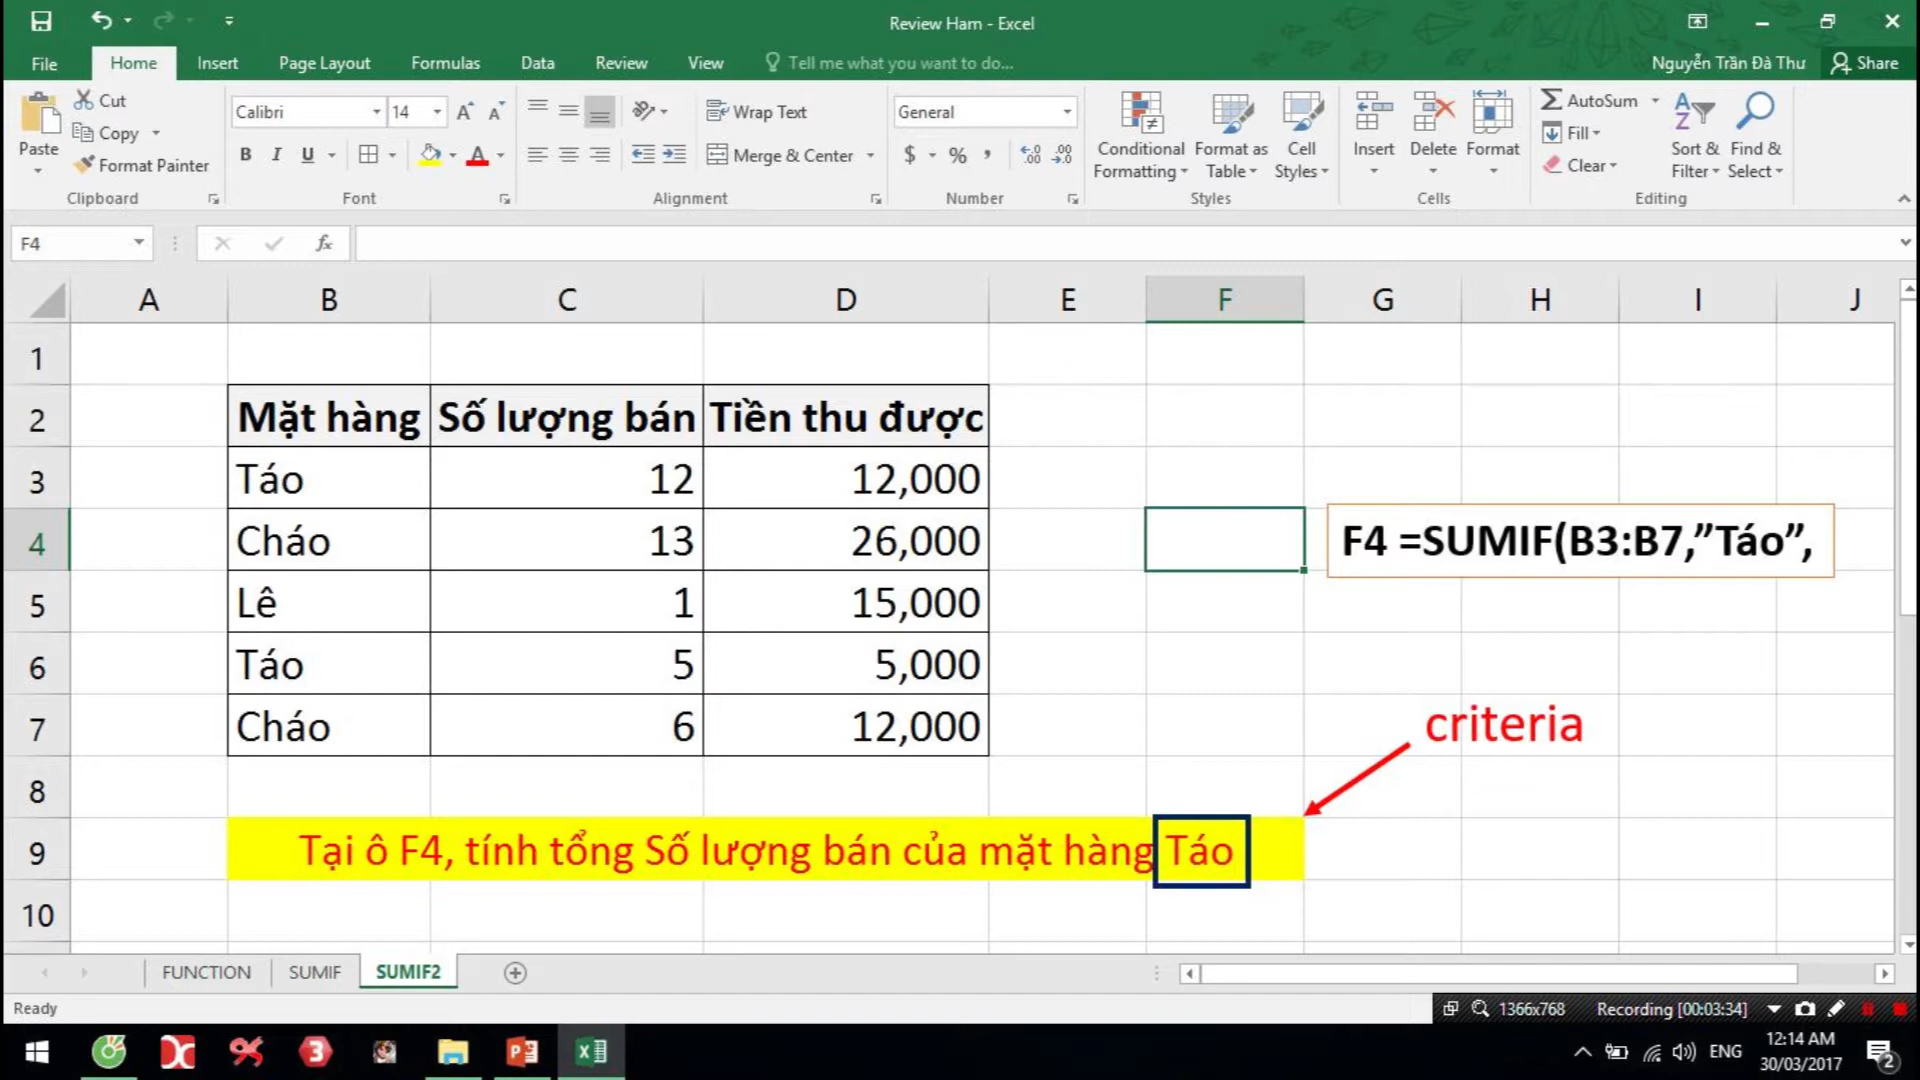 Review Ham - Excel
File Home Insert Page Layout Formulas Data Review View Tell me what you want to do... Nguyễn Trần Đà Thư Share
Paste Cut Copy Format Painter Clipboard
Calibri 14 B I U A A Font
Wrap Text Merge & Center Alignment
General $ % , Number
Conditional Formatting Format as Table Cell Styles Styles
Insert Delete Format Cells
AutoSum Fill Clear Sort & Filter Find & Select Editing
F4 fx
A B C D E F G H I J
1
2 Mặt hàng Số lượng bán Tiền thu được
3 Táo 12 12,000
4 Cháo 13 26,000 F4 =SUMIF(B3:B7,”Táo”,
5 Lê 1 15,000
6 Táo 5 5,000
7 Cháo 6 12,000 criteria
8
9 Tại ô F4, tính tổng Số lượng bán của mặt hàng Táo
10
FUNCTION SUMIF SUMIF2
Ready 1366x768 Recording [00:03:34]
ENG 12:14 AM
30/03/2017 2